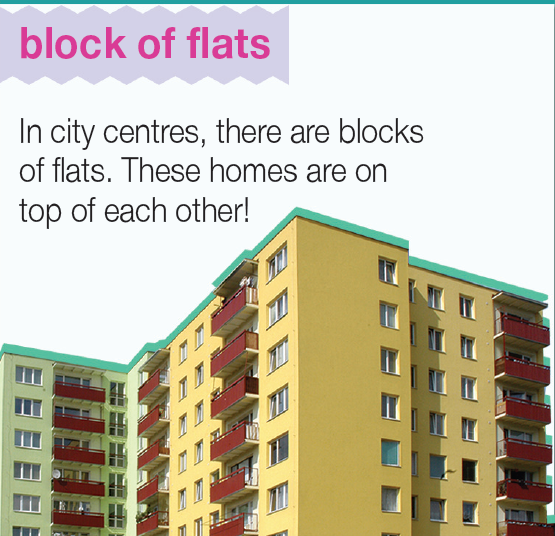 block of flats
In city centres, there are blocks
of flats. These homes are on
top of each other!